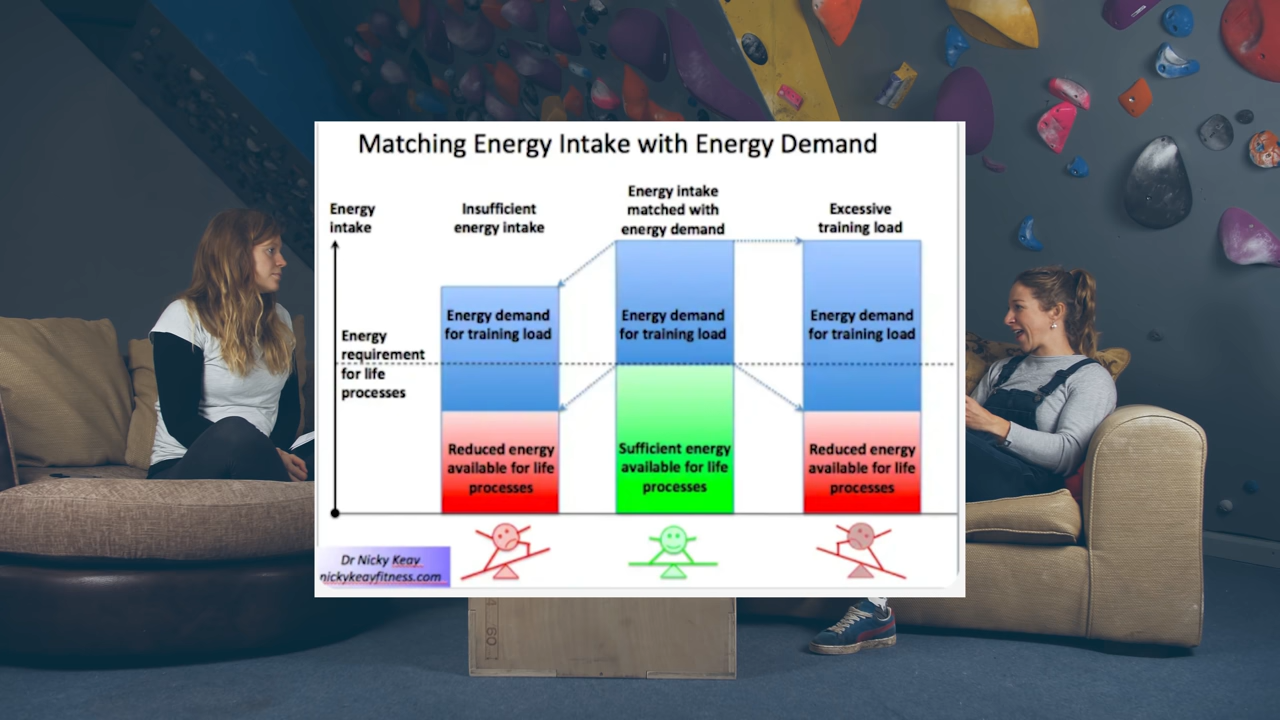 Matching Energy Intake with Energy Demand
Energy
intake
Insufficient
energy intake
Energy intake
matched with
energy demand
Excessive
training load
Energy
requirement
for life
processes
Energy demand
for training load
Energy demand
for training load
Energy demand
for training load
Reduced energy
available for life
processes
Sufficient energy
available for life
processes
Reduced energy
available for life
processes
Dr Nicky Keay
nickykeayfitness.com
60